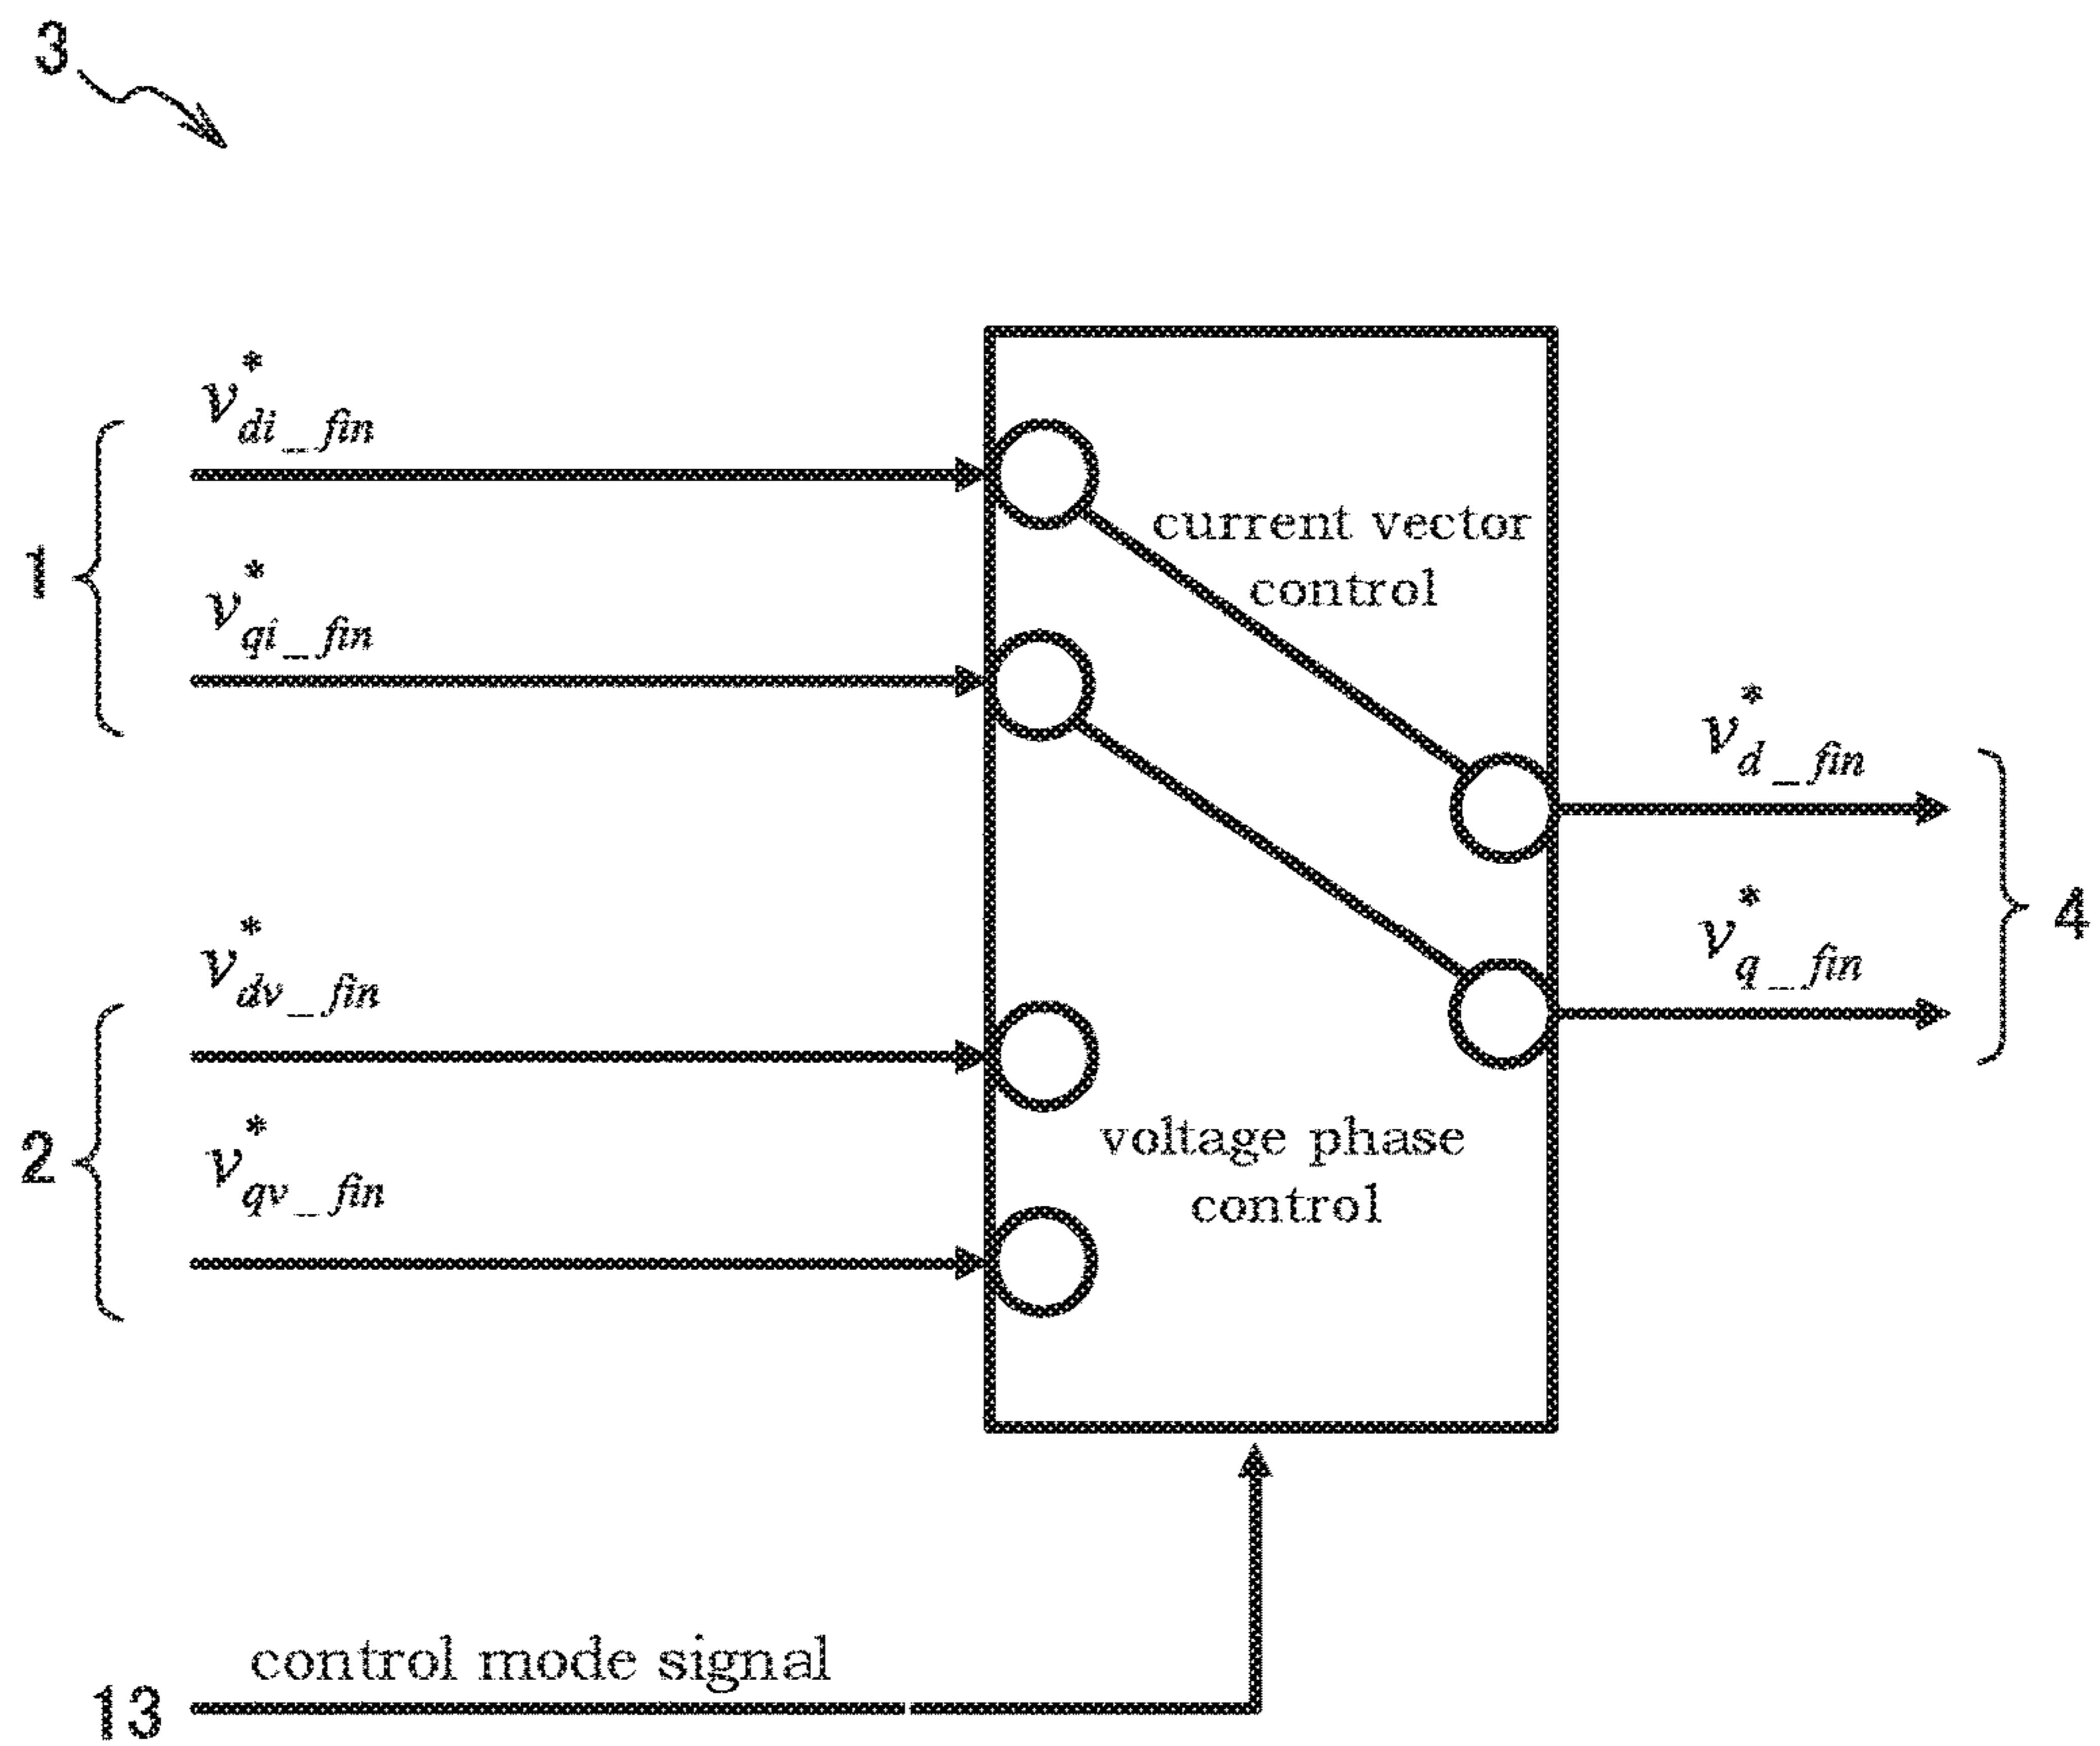 3
v*di_fin
1
v*qi_fin
current vector
control
v*d_fin
v*q_fin
4
v*dv_fin
2
v*qv_fin
voltage phase
control
control mode signal
13